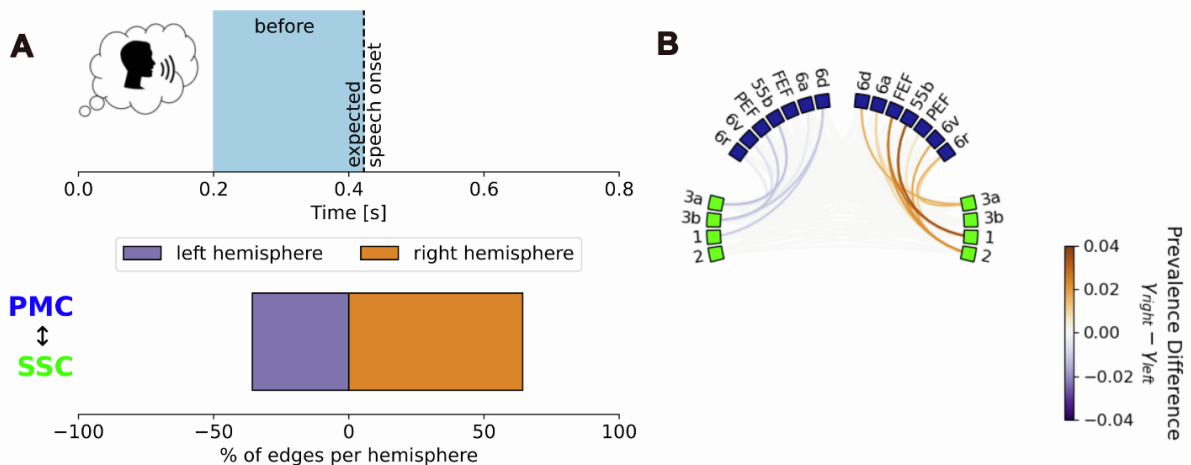 A
before
expected
speech onset
0.0 0.2 0.4 0.6 0.8
Time [s]
left hemisphere right hemisphere
PMC
↕
SSC
−100 −50 0 50 100
% of edges per hemisphere
B
6r 6v PEF 55b FEF 6a 6d
6d 6a FEF 55b PEF 6v 6r
3a 3a
3b 3b
1 1
2 2
0.04
0.02
0.00
−0.02
−0.04
Prevalence Difference
γright − γleft